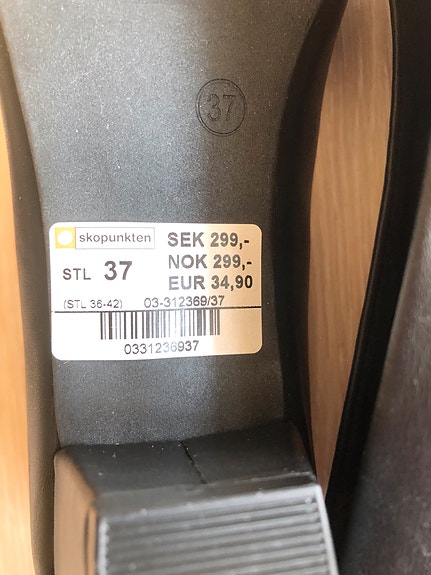 37
skopunkten
SEK 299,-
NOK 299,-
STL 37
EUR 34,90
(STL 36-42) 03-312369/37
0331236937